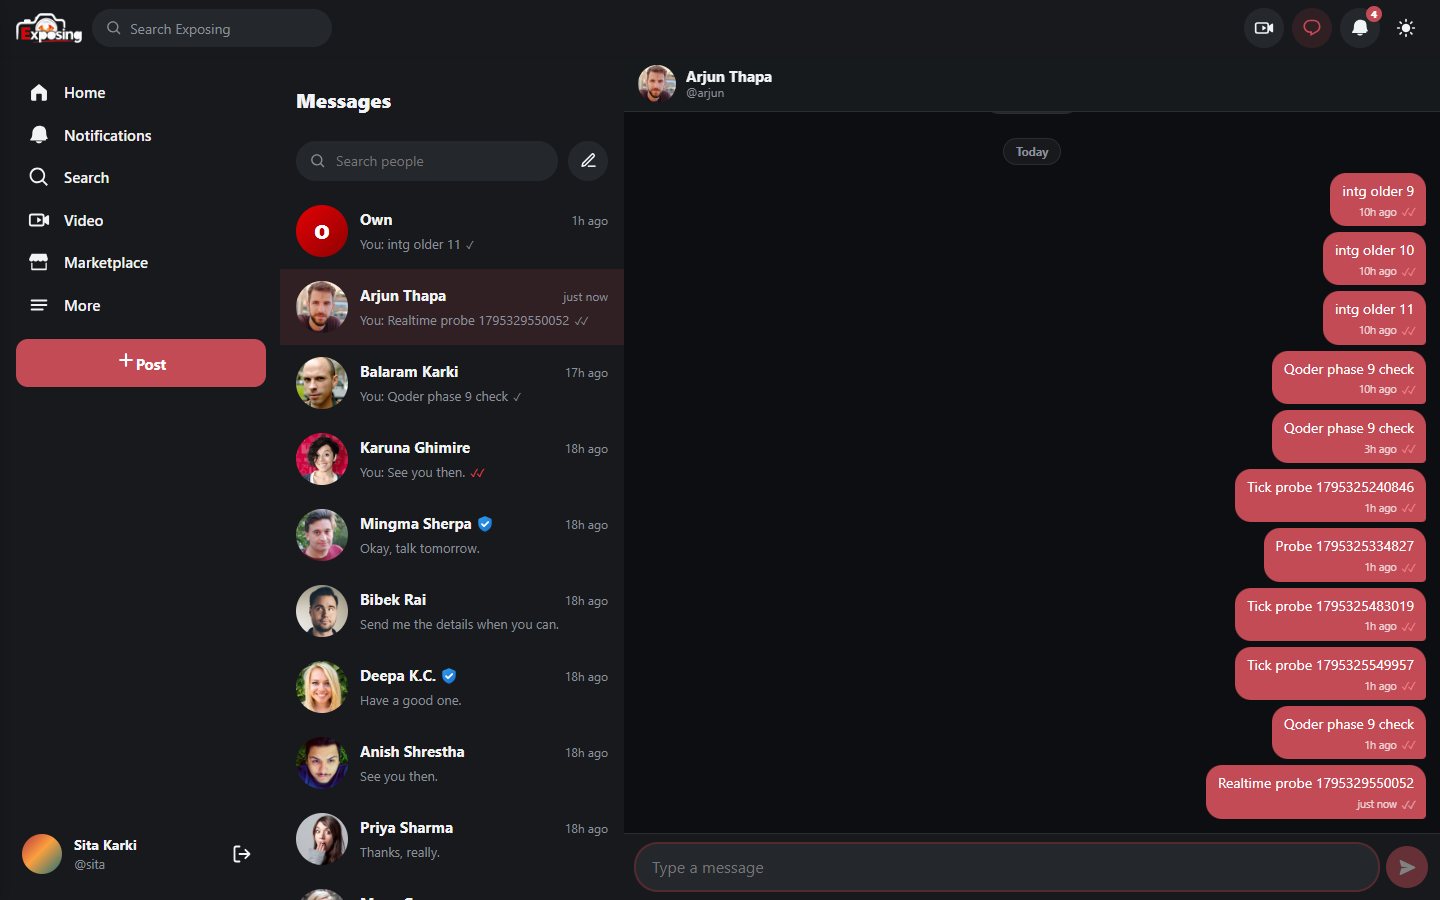 Exposing
Search Exposing
4
Home
Notifications
Search
Video
Marketplace
More
Post
Sita Karki
@sita
Messages
Search people
O
Own
1h ago
You: intg older 11 ✓
Arjun Thapa
just now
You: Realtime probe 1795329550052 ✓✓
Balaram Karki
17h ago
You: Qoder phase 9 check ✓
Karuna Ghimire
18h ago
You: See you then. ✓✓
Mingma Sherpa
18h ago
Okay, talk tomorrow.
Bibek Rai
18h ago
Send me the details when you can.
Deepa K.C.
18h ago
Have a good one.
Anish Shrestha
18h ago
See you then.
Priya Sharma
18h ago
Thanks, really.
Arjun Thapa
@arjun
Today
intg older 9
10h ago ✓✓
intg older 10
10h ago ✓✓
intg older 11
10h ago ✓✓
Qoder phase 9 check
10h ago ✓✓
Qoder phase 9 check
3h ago ✓✓
Tick probe 1795325240846
1h ago ✓✓
Probe 1795325334827
1h ago ✓✓
Tick probe 1795325483019
1h ago ✓✓
Tick probe 1795325549957
1h ago ✓✓
Qoder phase 9 check
1h ago ✓✓
Realtime probe 1795329550052
just now ✓✓
Type a message